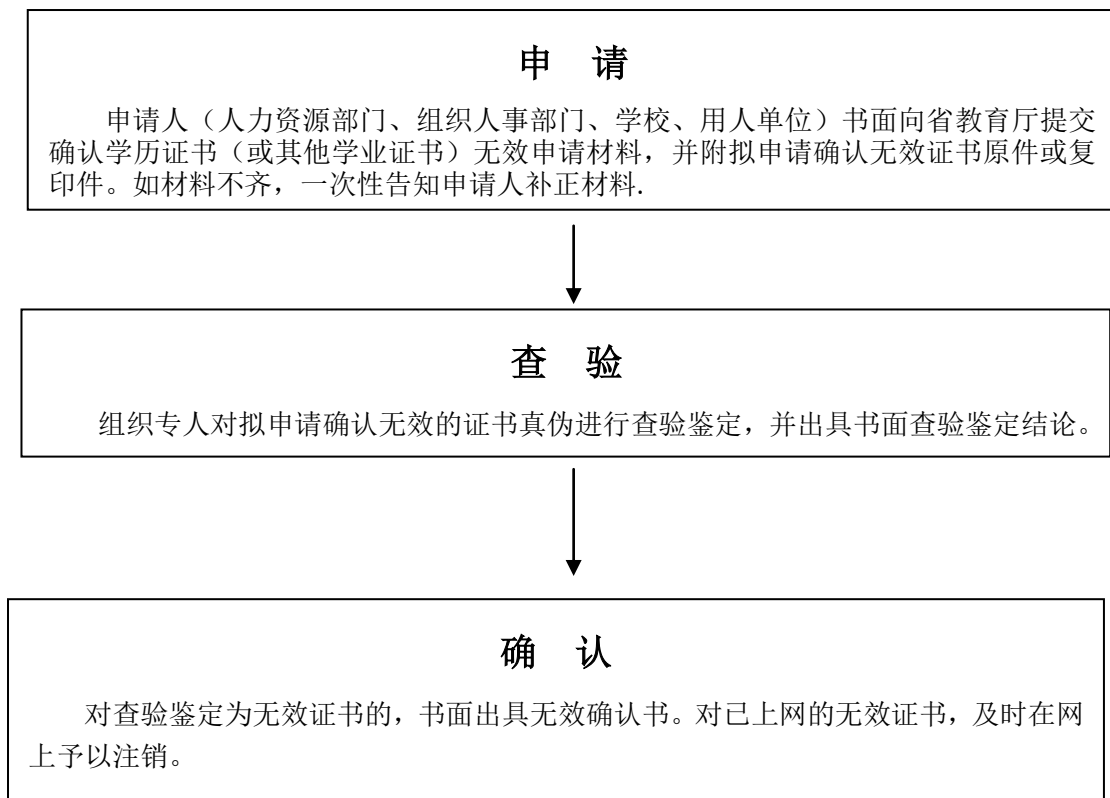 申 请
申请人（人力资源部门、组织人事部门、学校、用人单位）书面向省教育厅提交
确认学历证书（或其他学业证书）无效申请材料，并附拟申请确认无效证书原件或复
印件。如材料不齐，一次性告知申请人补正材料.
查 验
组织专人对拟申请确认无效的证书真伪进行查验鉴定，并出具书面查验鉴定结论。
确 认
对查验鉴定为无效证书的，书面出具无效确认书。对已上网的无效证书，及时在网
上予以注销。